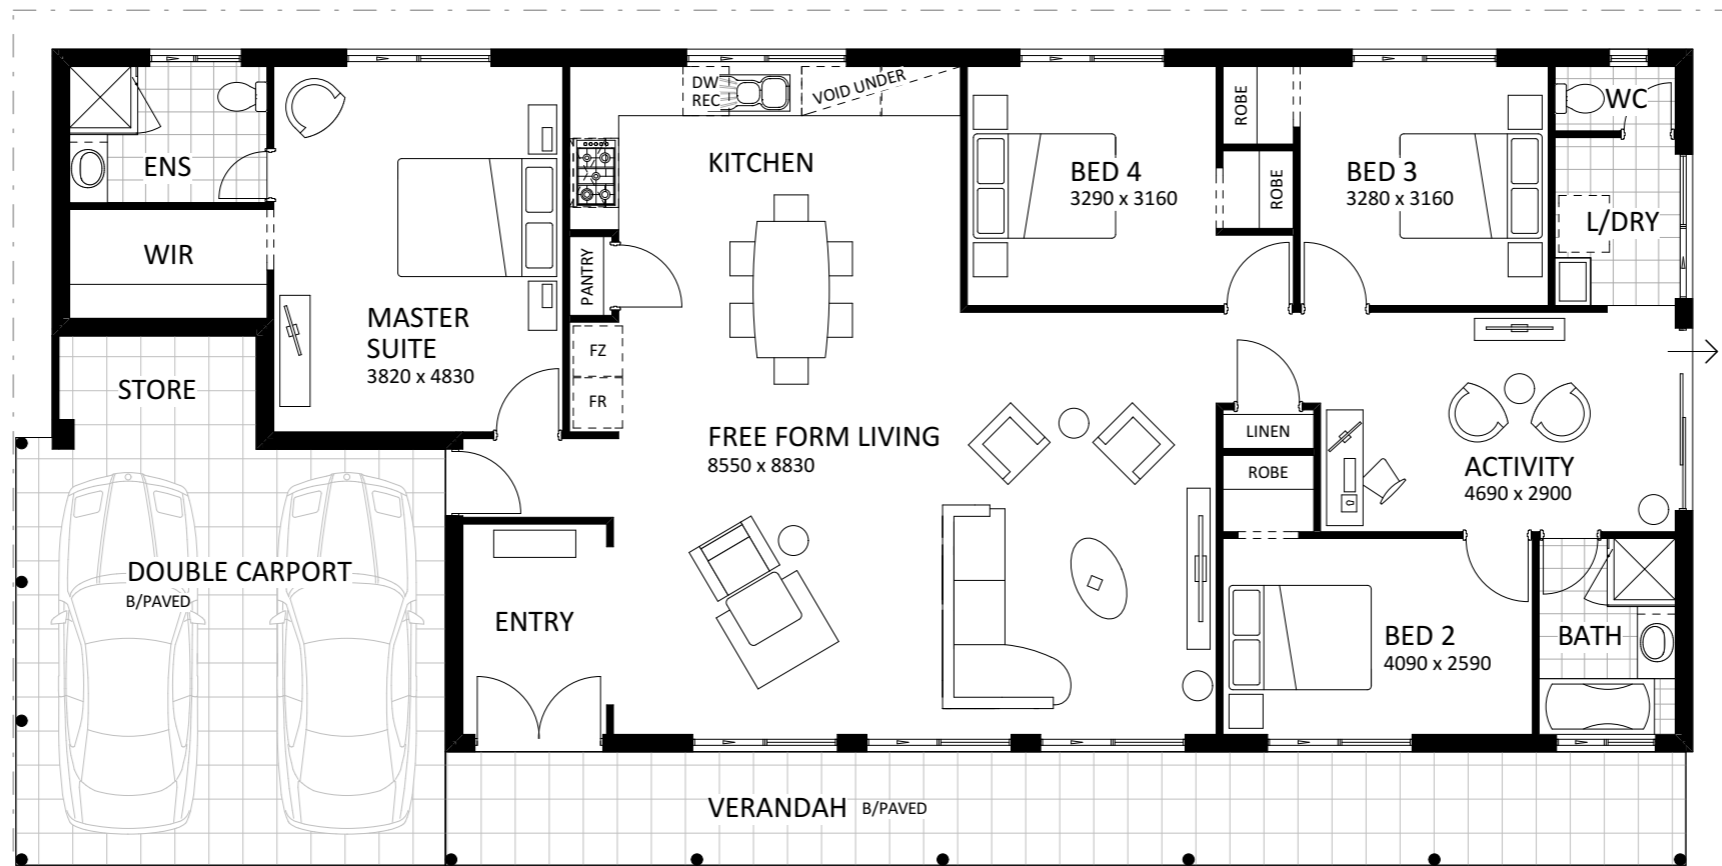 DW
REC
VOID UNDER
ENS
WIR
MASTER
SUITE
3820 x 4830
STORE
KITCHEN
PANTRY
FZ
FR
BED 4
3290 x 3160
ROBE
ROBE
BED 3
3280 x 3160
WC
L/DRY
FREE FORM LIVING
8550 x 8830
LINEN
ROBE
ACTIVITY
4690 x 2900
DOUBLE CARPORT
B/PAVED
ENTRY
BED 2
4090 x 2590
BATH
VERANDAH B/PAVED